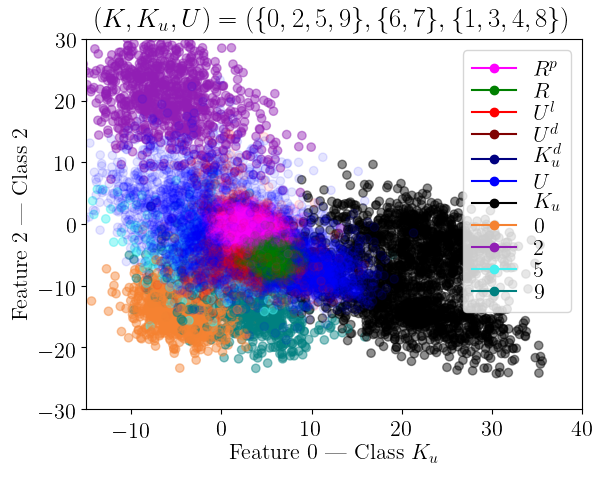 (K, K_u, U) = ({0, 2, 5, 9}, {6, 7}, {1, 3, 4, 8})
30
20
10
0
−10
−20
−30
Feature 2 — Class 2
R^p
R
U^l
U^d
K_u^d
U
K_u
0
2
5
9
−10
0
10
20
30
40
Feature 0 — Class K_u